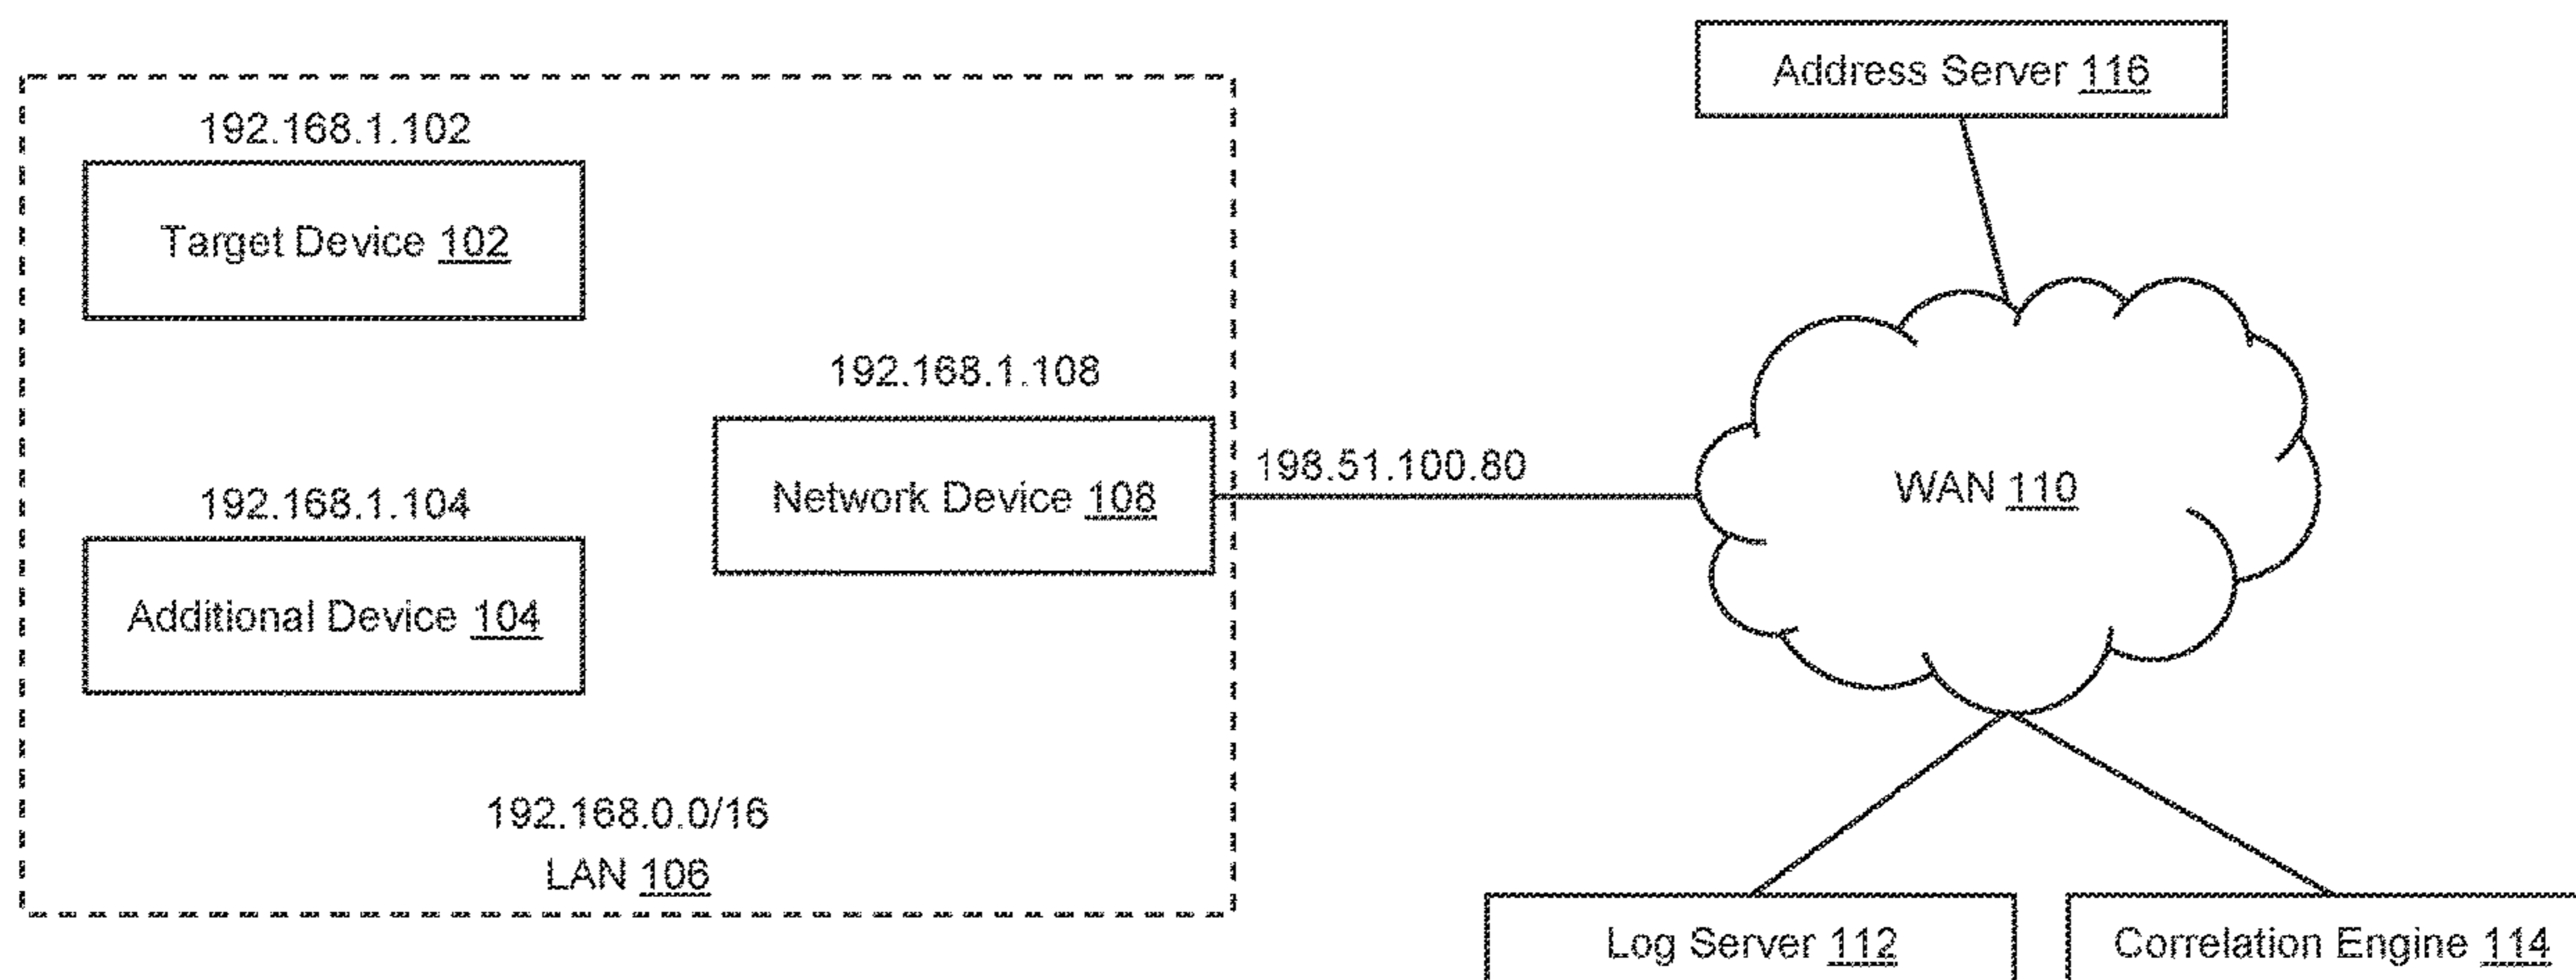 Address Server 116
192.168.1.102
Target Device 102
192.168.1.108
198.51.100.80
Network Device 108
WAN 110
192.168.1.104
Additional Device 104
192.168.0.0/16
LAN 106
Log Server 112
Correlation Engine 114